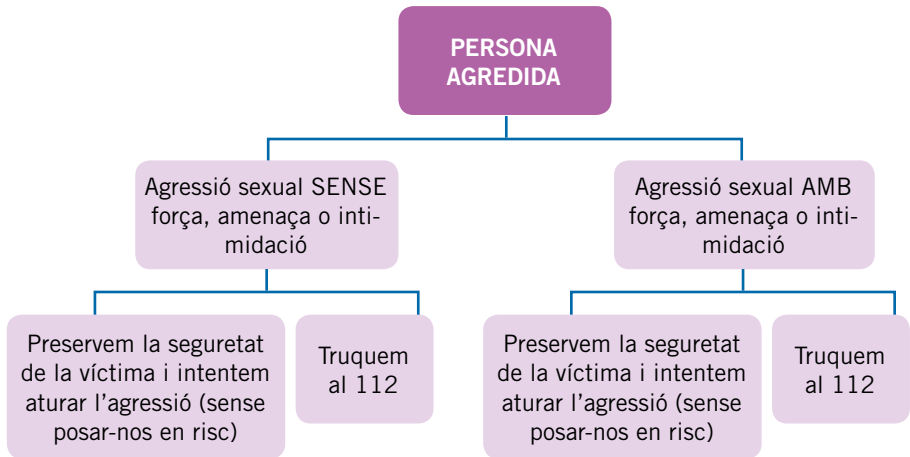 PERSONA
AGREDIDA
Agressió sexual SENSE
força, amenaça o inti-
midació
Agressió sexual AMB
força, amenaça o inti-
midació
Preservem la seguretat
de la víctima i intentem
aturar l’agressió (sense
posar-nos en risc)
Truquem
al 112
Preservem la seguretat
de la víctima i intentem
aturar l’agressió (sense
posar-nos en risc)
Truquem
al 112